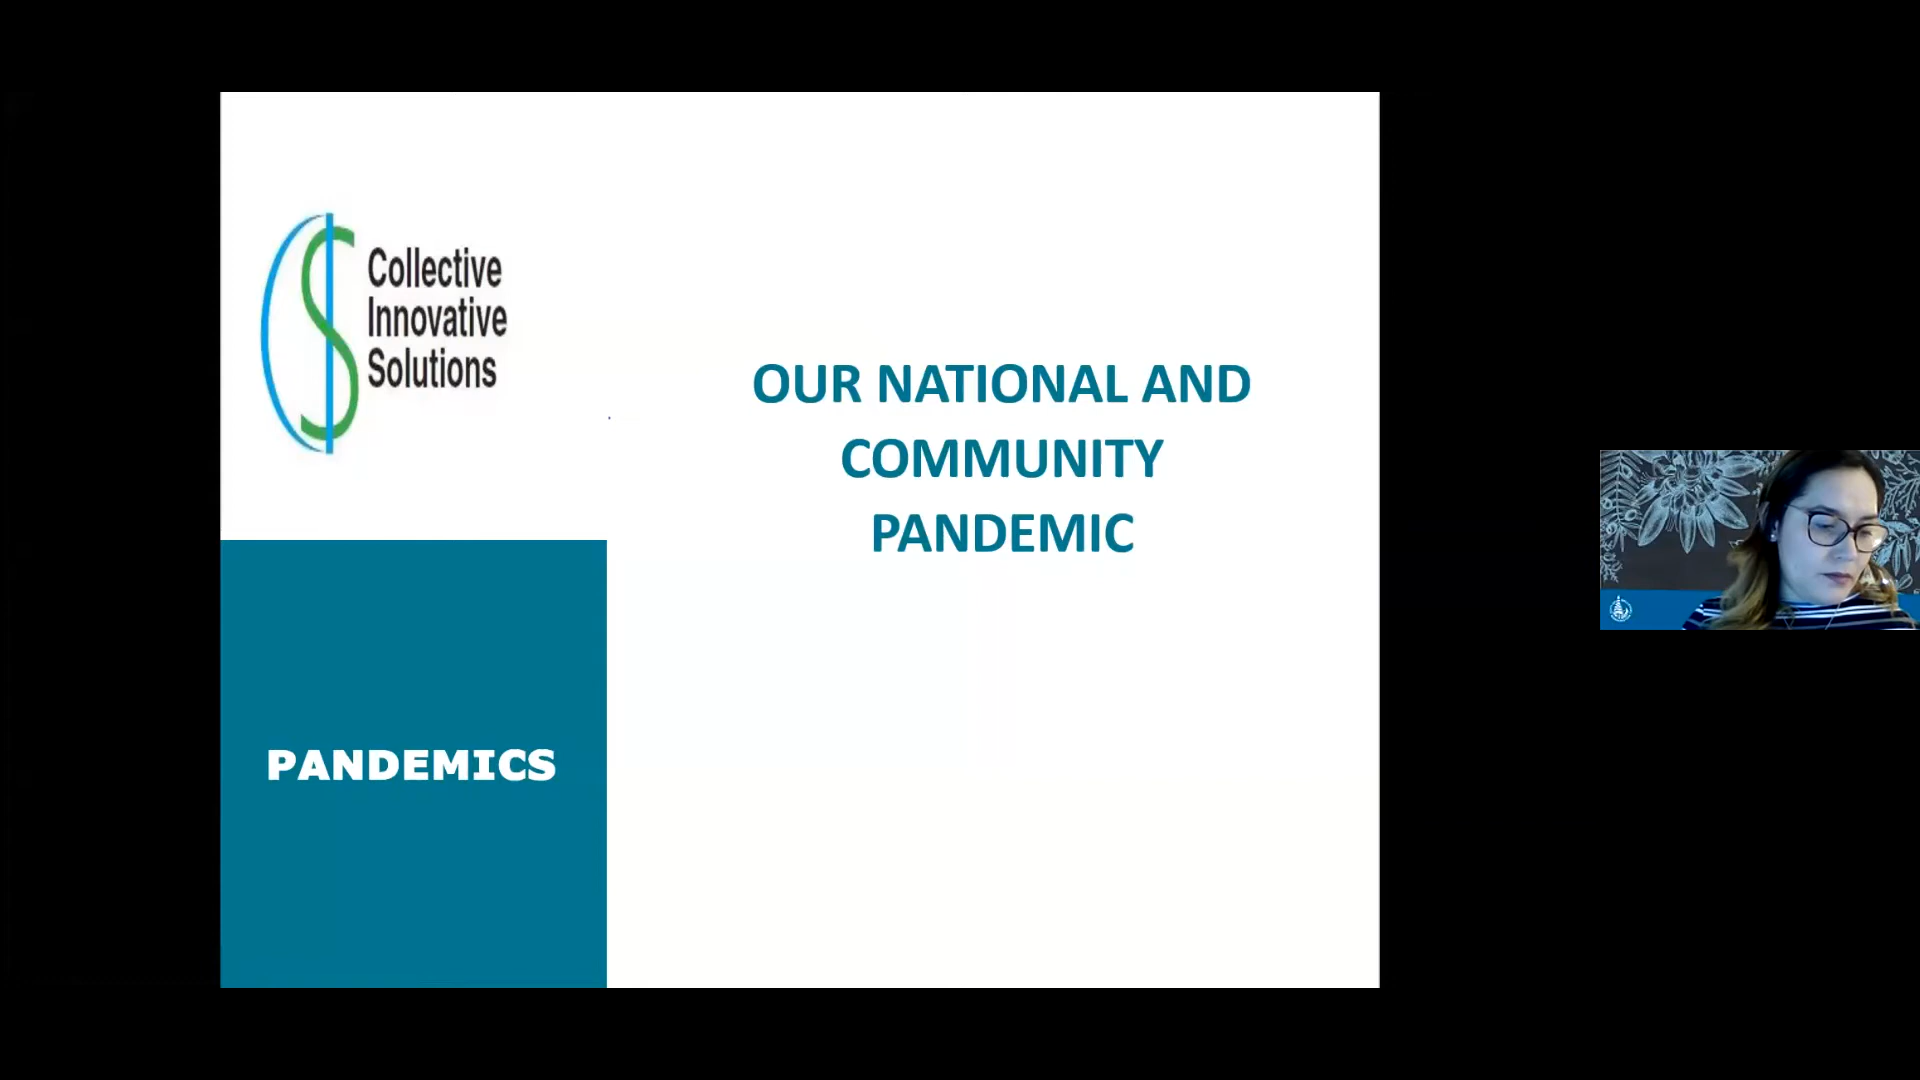 Collective
Innovative
Solutions
OUR NATIONAL AND
COMMUNITY
PANDEMIC
PANDEMICS